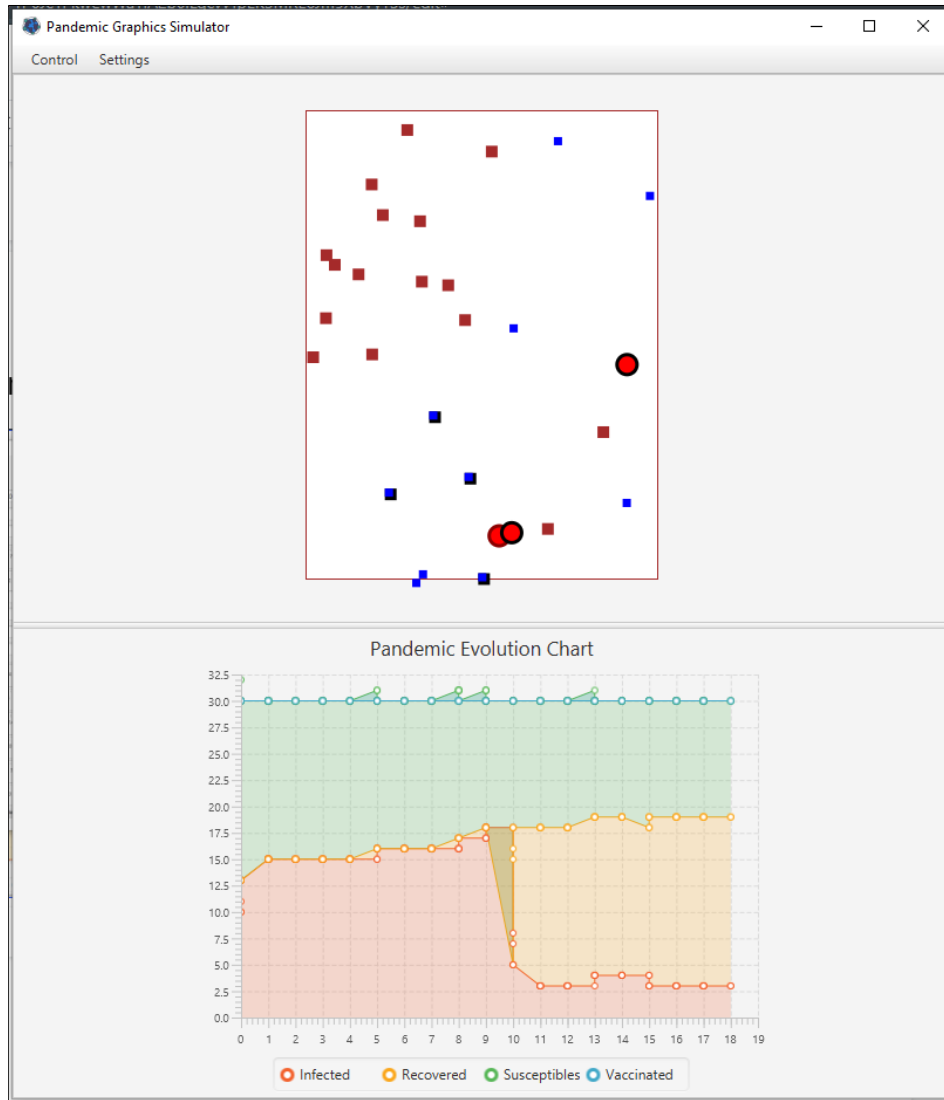 Pandemic Graphics Simulator
Control Settings
Pandemic Evolution Chart
32.5
30.0
27.5
25.0
22.5
20.0
17.5
15.0
12.5
10.0
7.5
5.0
2.5
0.0
0 1 2 3 4 5 6 7 8 9 10 11 12 13 14 15 16 17 18 19
Infected Recovered Susceptibles Vaccinated